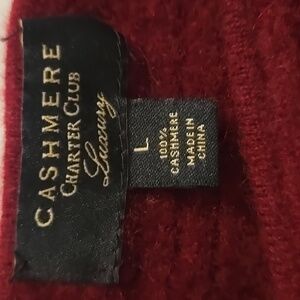 CASHMERE
CHARTER CLUB
Luxury
L
100%
CASHMERE
MADE IN
CHINA